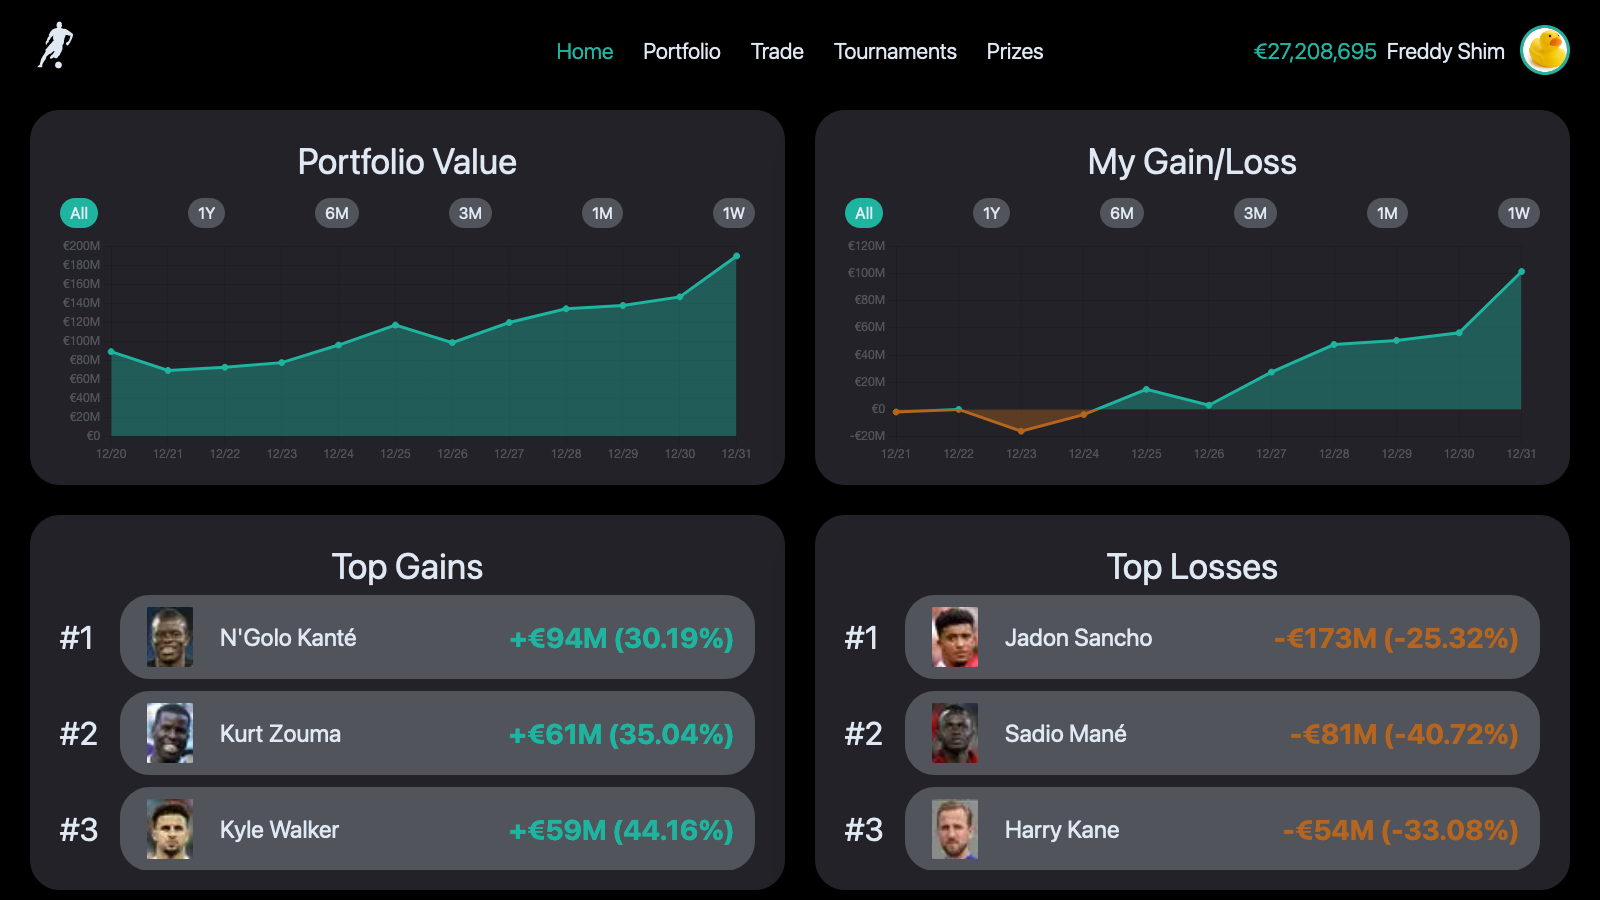 Home Portfolio Trade Tournaments Prizes
€27,208,695 Freddy Shim
Portfolio Value
All 1Y 6M 3M 1M 1W
€200M
€180M
€160M
€140M
€120M
€100M
€80M
€60M
€40M
€20M
€0
12/20 12/21 12/22 12/23 12/24 12/25 12/26 12/27 12/28 12/29 12/30 12/31
My Gain/Loss
All 1Y 6M 3M 1M 1W
€120M
€100M
€80M
€60M
€40M
€20M
€0
-€20M
12/21 12/22 12/23 12/24 12/25 12/26 12/27 12/28 12/29 12/30 12/31
Top Gains
#1 N'Golo Kanté +€94M (30.19%)
#2 Kurt Zouma +€61M (35.04%)
#3 Kyle Walker +€59M (44.16%)
Top Losses
#1 Jadon Sancho -€173M (-25.32%)
#2 Sadio Mané -€81M (-40.72%)
#3 Harry Kane -€54M (-33.08%)